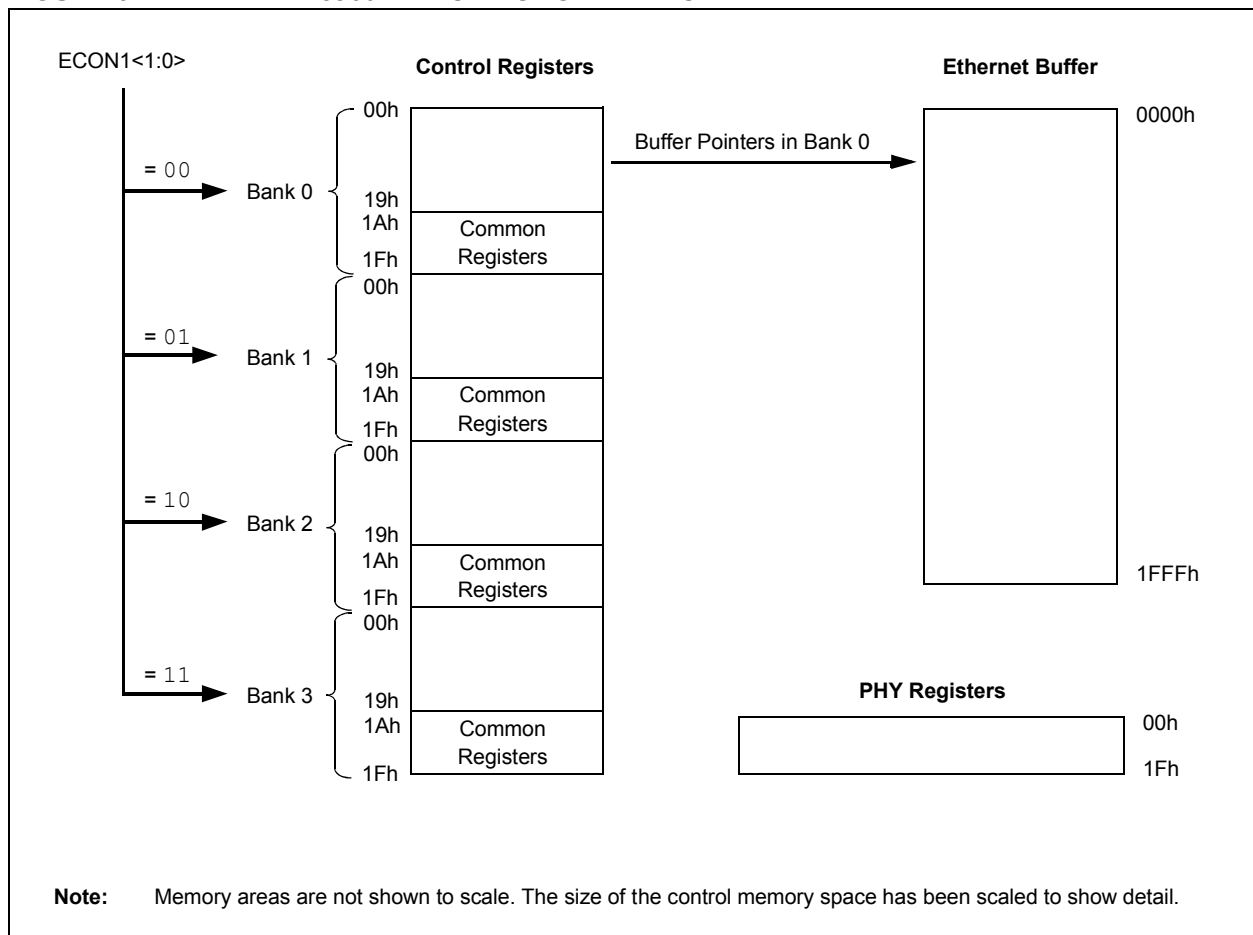 ECON1<1:0>
Control Registers
Ethernet Buffer
00h
0000h
Buffer Pointers in Bank 0
= 00
Bank 0
19h
1Ah
Common
Registers
1Fh
00h
= 01
Bank 1
19h
1Ah
Common
Registers
1Fh
00h
= 10
Bank 2
19h
1Ah
Common
Registers
1Fh
1FFFh
00h
= 11
Bank 3
19h
1Ah
Common
Registers
1Fh
PHY Registers
00h
1Fh
Note: Memory areas are not shown to scale. The size of the control memory space has been scaled to show detail.